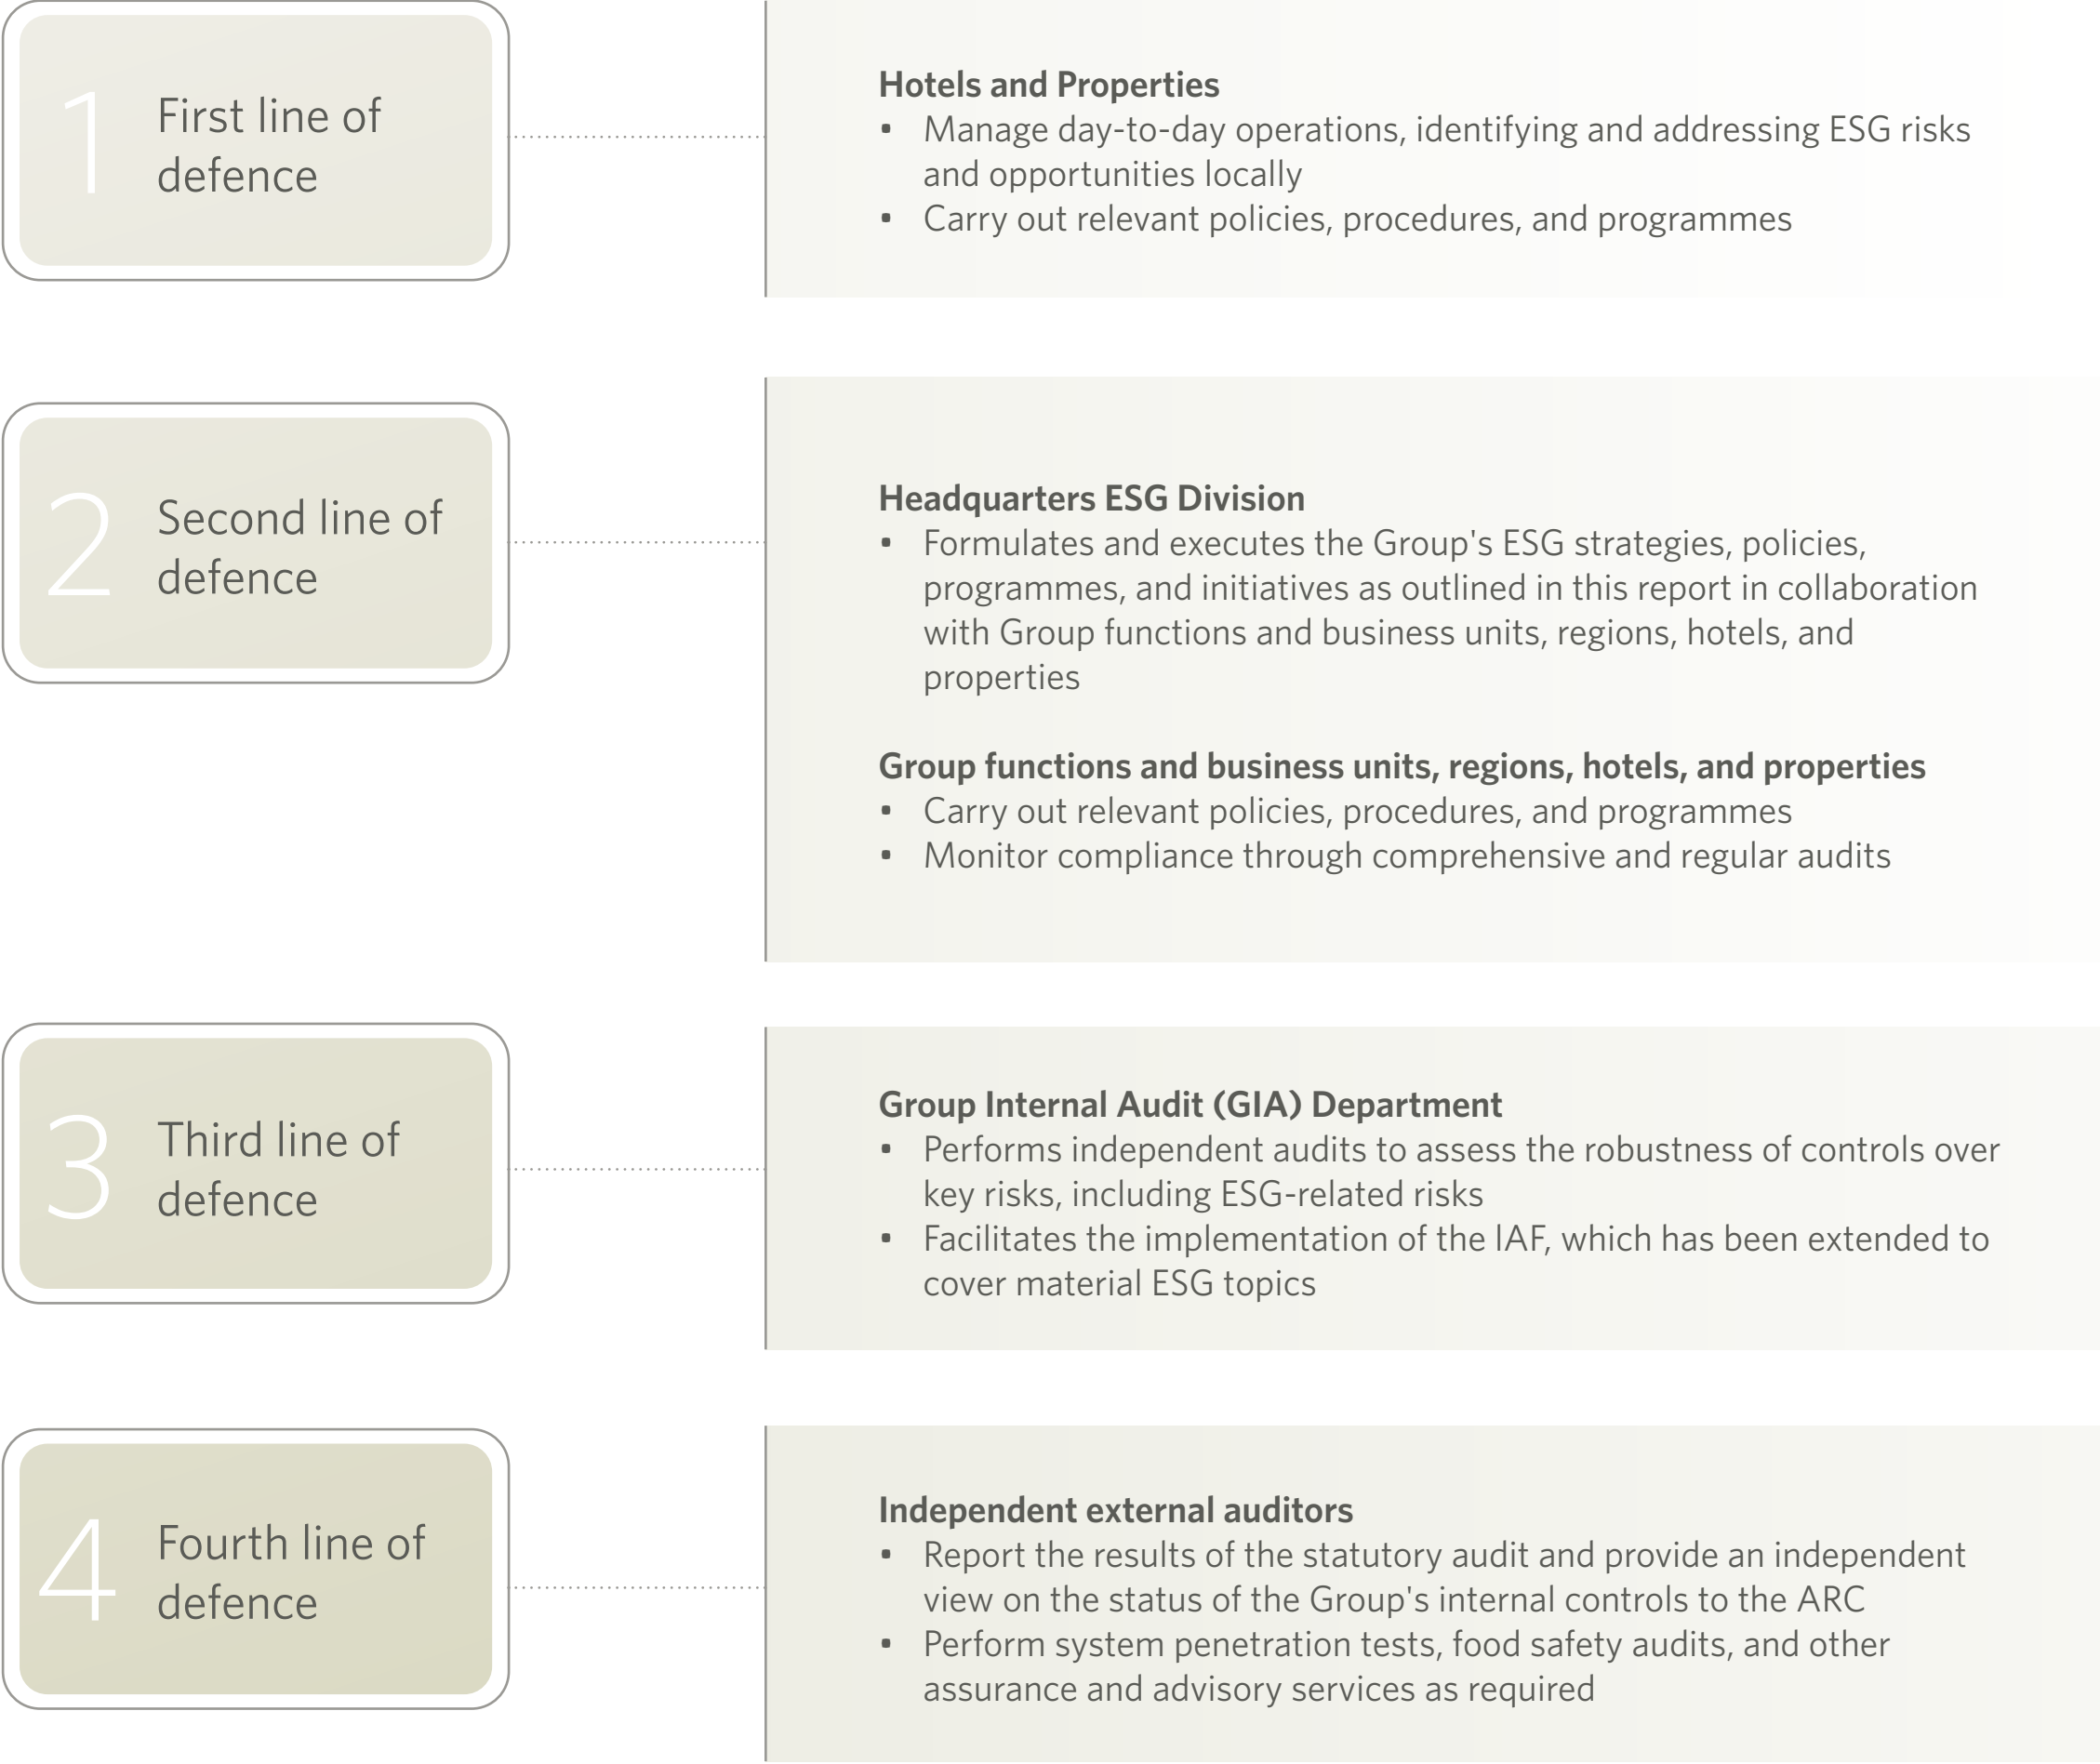 1
First line of
defence
Hotels and Properties
• Manage day-to-day operations, identifying and addressing ESG risks
and opportunities locally
• Carry out relevant policies, procedures, and programmes
2
Second line of
defence
Headquarters ESG Division
• Formulates and executes the Group's ESG strategies, policies,
programmes, and initiatives as outlined in this report in collaboration
with Group functions and business units, regions, hotels, and
properties
Group functions and business units, regions, hotels, and properties
• Carry out relevant policies, procedures, and programmes
• Monitor compliance through comprehensive and regular audits
3
Third line of
defence
Group Internal Audit (GIA) Department
• Performs independent audits to assess the robustness of controls over
key risks, including ESG-related risks
• Facilitates the implementation of the IAF, which has been extended to
cover material ESG topics
4
Fourth line of
defence
Independent external auditors
• Report the results of the statutory audit and provide an independent
view on the status of the Group's internal controls to the ARC
• Perform system penetration tests, food safety audits, and other
assurance and advisory services as required